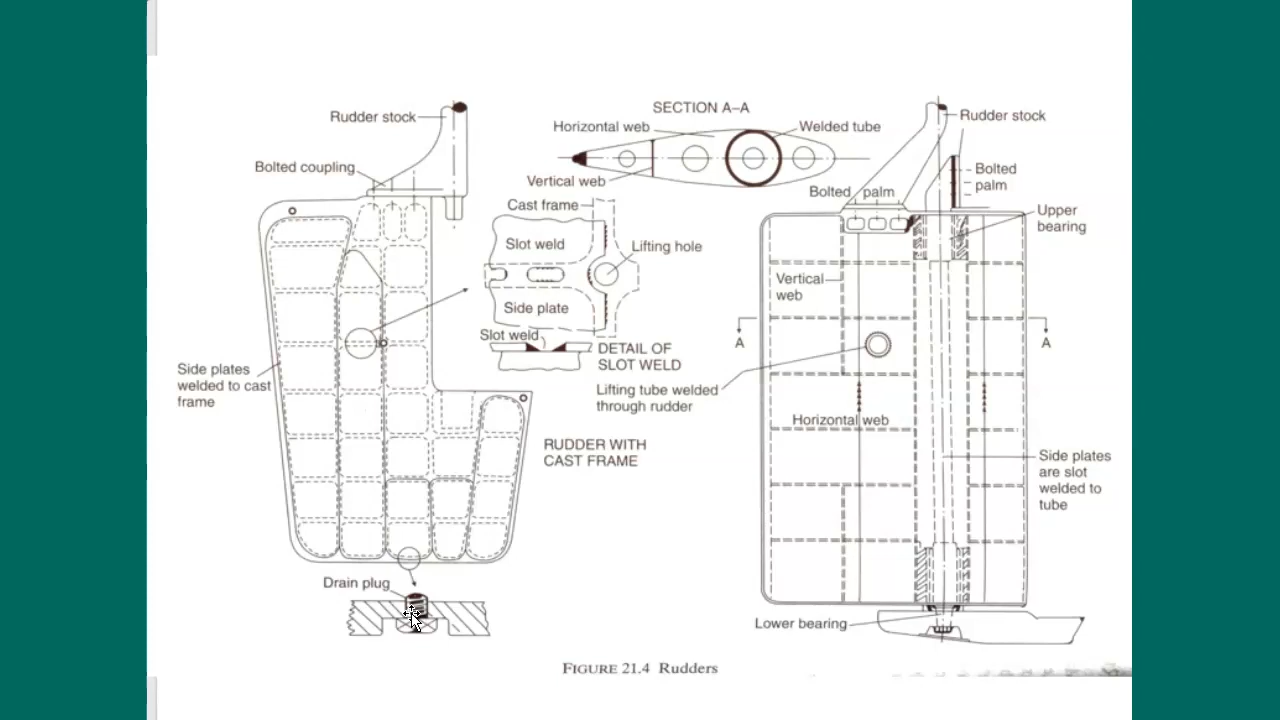 SECTION A–A
Rudder stock
Horizontal web
Welded tube
Rudder stock
Bolted coupling
Vertical web
Bolted palm
Bolted
palm
Cast frame
Upper
bearing
Slot weld
Lifting hole
Vertical
web
Side plate
Slot weld
DETAIL OF
SLOT WELD
A
A
Side plates
welded to cast
frame
Lifting tube welded
through rudder
Horizontal web
RUDDER WITH
CAST FRAME
Side plates
are slot
welded to
tube
Drain plug
Lower bearing
FIGURE 21.4 Rudders